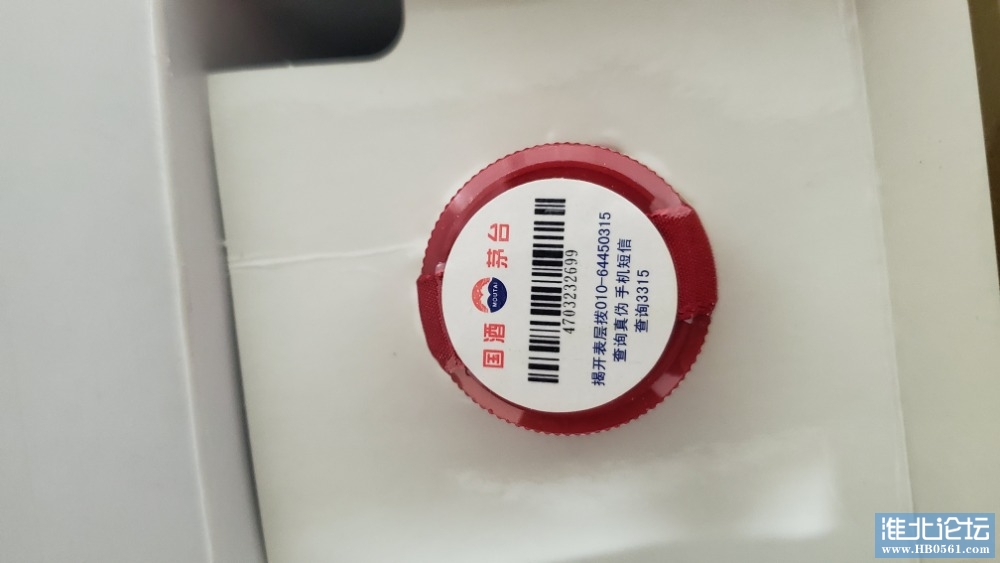 国酒 茅台
MOUTAI
4703232699
揭开表层拨010-64450315
查询真伪 手机短信
查询3315
淮北论坛
www.HB0561.com